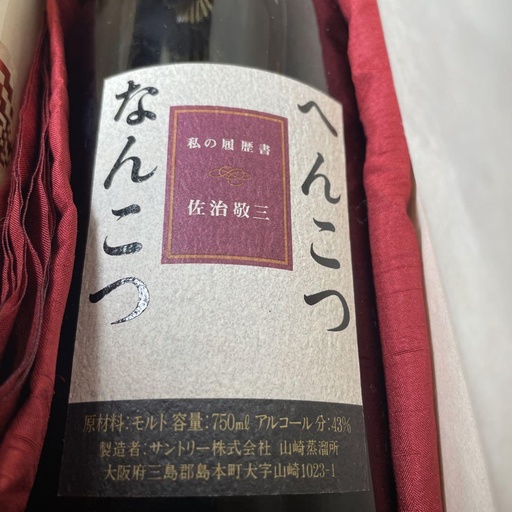 へんこつ
なんこつ
私の履歴書
佐治敬三
原材料:モルト 容量:750㎖ アルコール分:43%
製造者:サントリー株式会社 山崎蒸溜所
大阪府三島郡島本町大字山崎1023-1